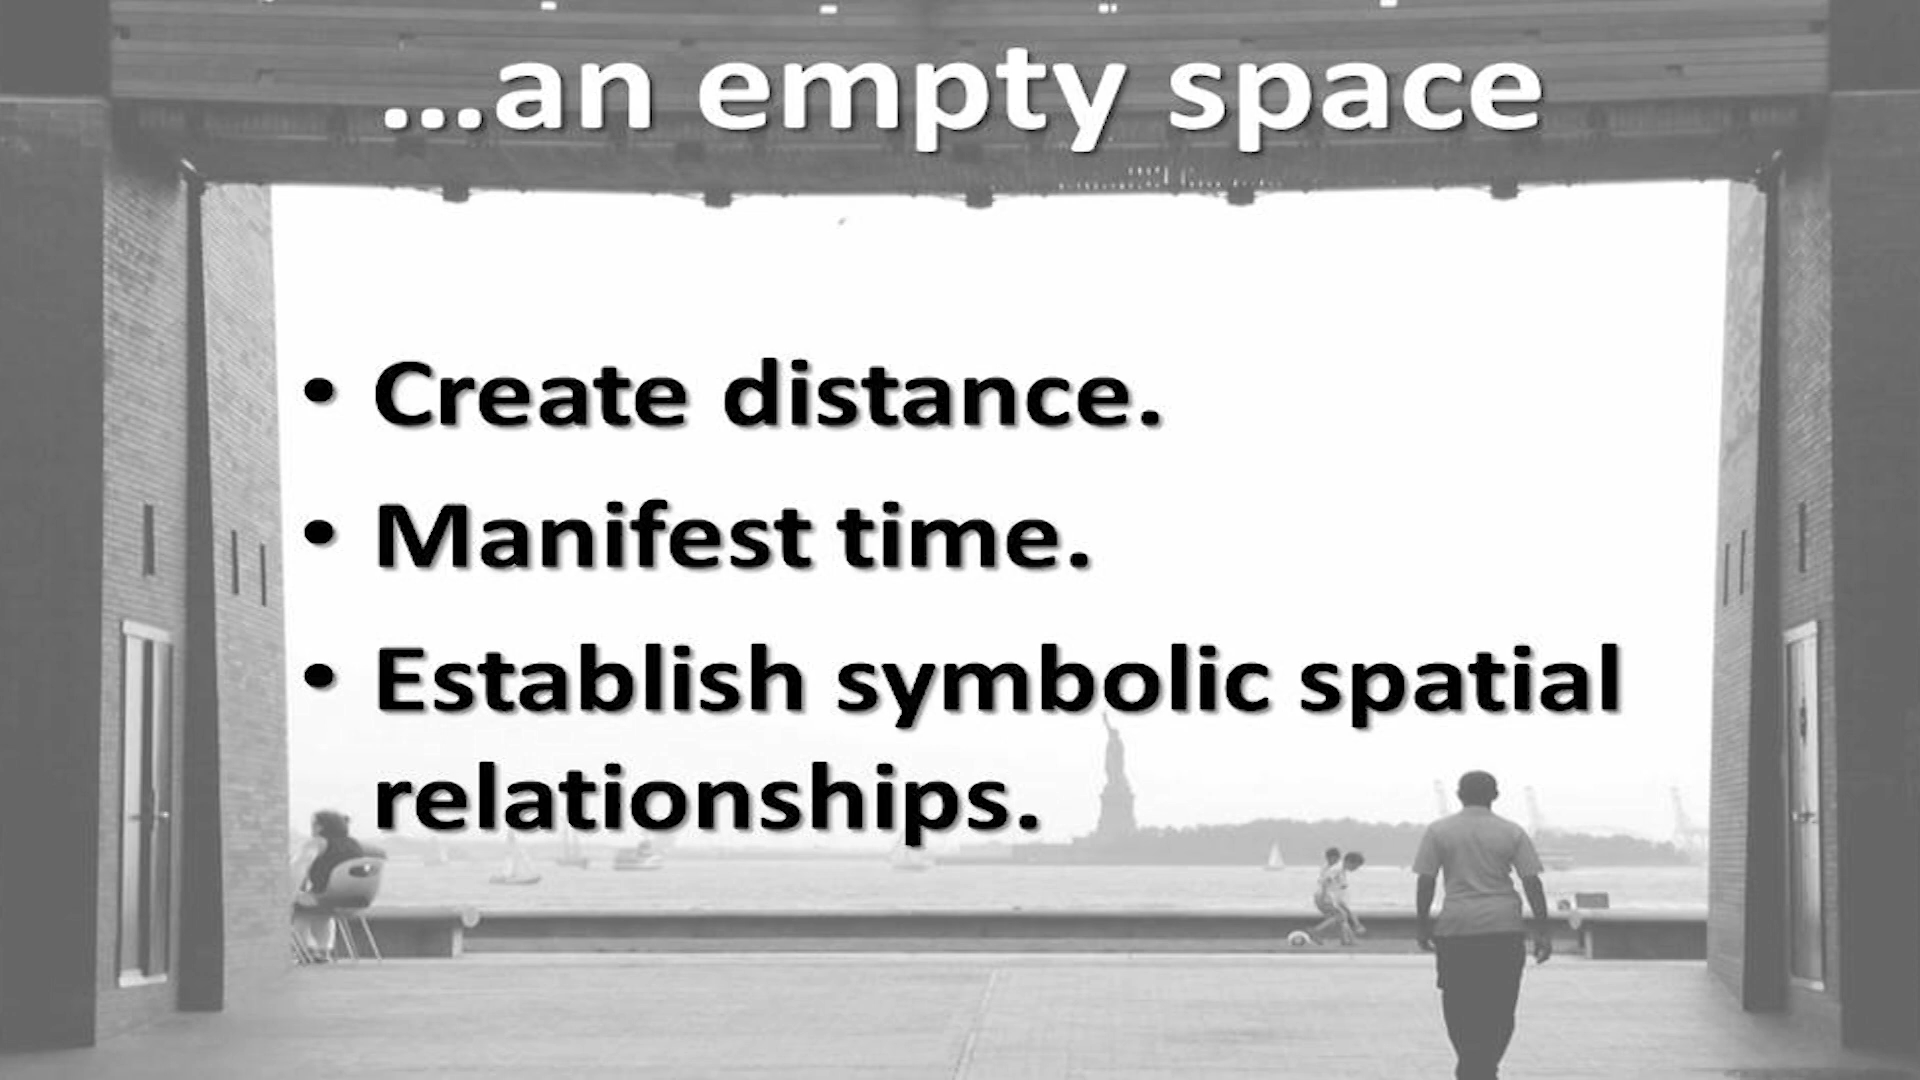 ...an empty space
• Create distance.
• Manifest time.
• Establish symbolic spatial
relationships.